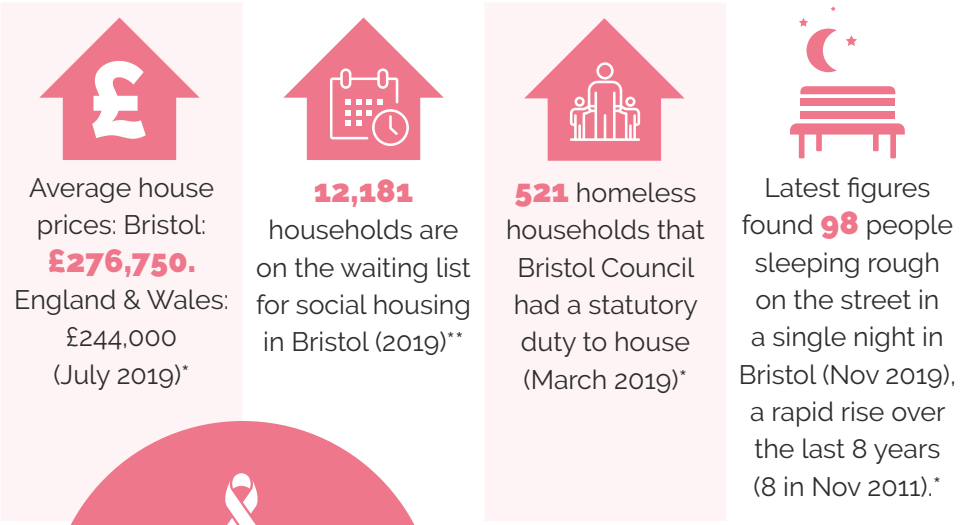 £
Average house
prices: Bristol:
£276,750.
England & Wales:
£244,000
(July 2019)*
12,181
households are
on the waiting list
for social housing
in Bristol (2019)**
521 homeless
households that
Bristol Council
had a statutory
duty to house
(March 2019)*
Latest figures
found 98 people
sleeping rough
on the street in
a single night in
Bristol (Nov 2019),
a rapid rise over
the last 8 years
(8 in Nov 2011).*